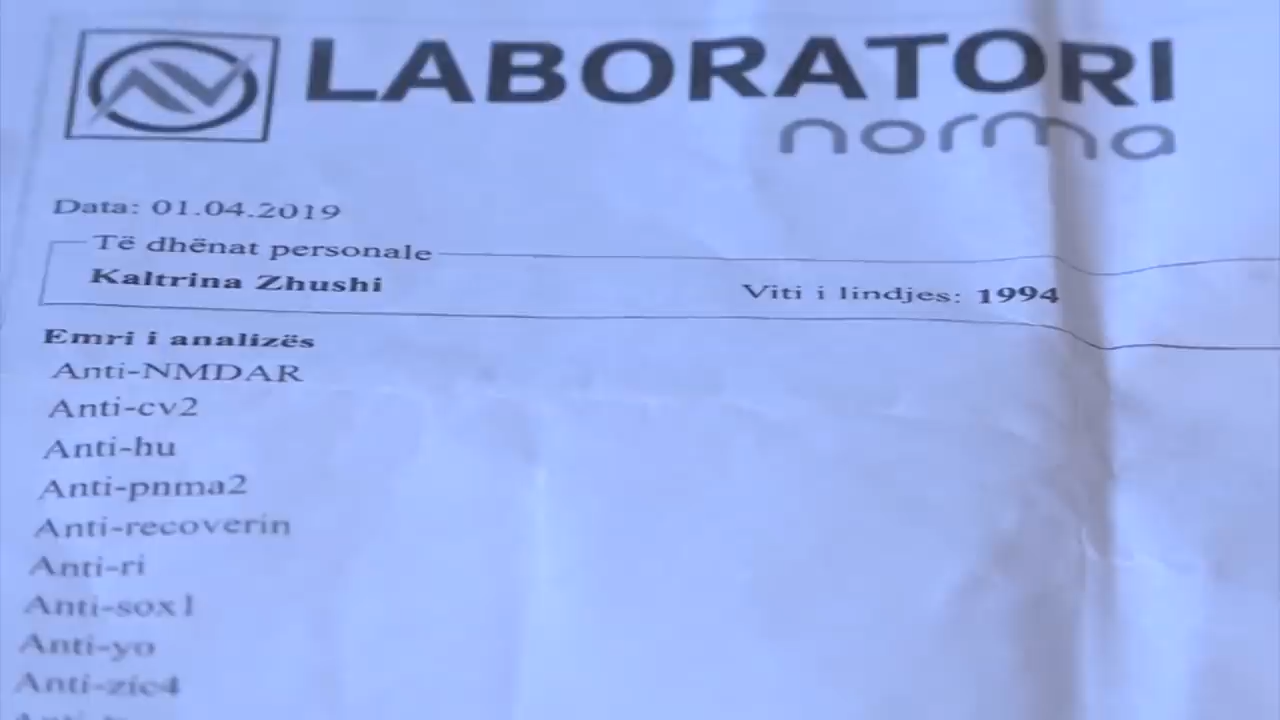 LABORATORI
norma
Data: 01.04.2019
Të dhënat personale
Kaltrina Zhushi Viti i lindjes: 1994
Emri i analizës
Anti-NMDAR
Anti-cv2
Anti-hu
Anti-pnma2
Anti-recoverin
Anti-ri
Anti-sox1
Anti-yo
Anti-zic4